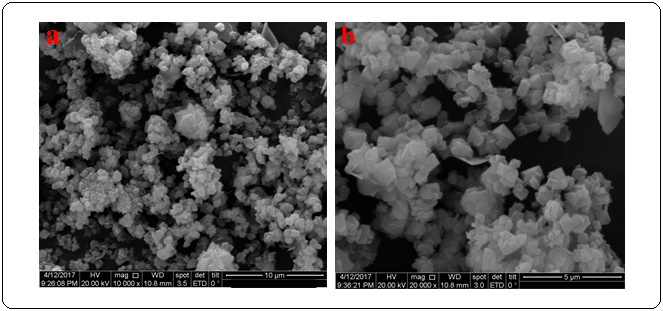 a
4/12/2017 HV mag □ WD spot det tilt 10 µm
9:26:08 PM 20.00 kV 10 000 x 10.8 mm 3.5 ETD 0°
b
4/12/2017 HV mag □ WD spot det tilt 5 µm
9:36:21 PM 20.00 kV 20 000 x 10.8 mm 3.0 ETD 0°